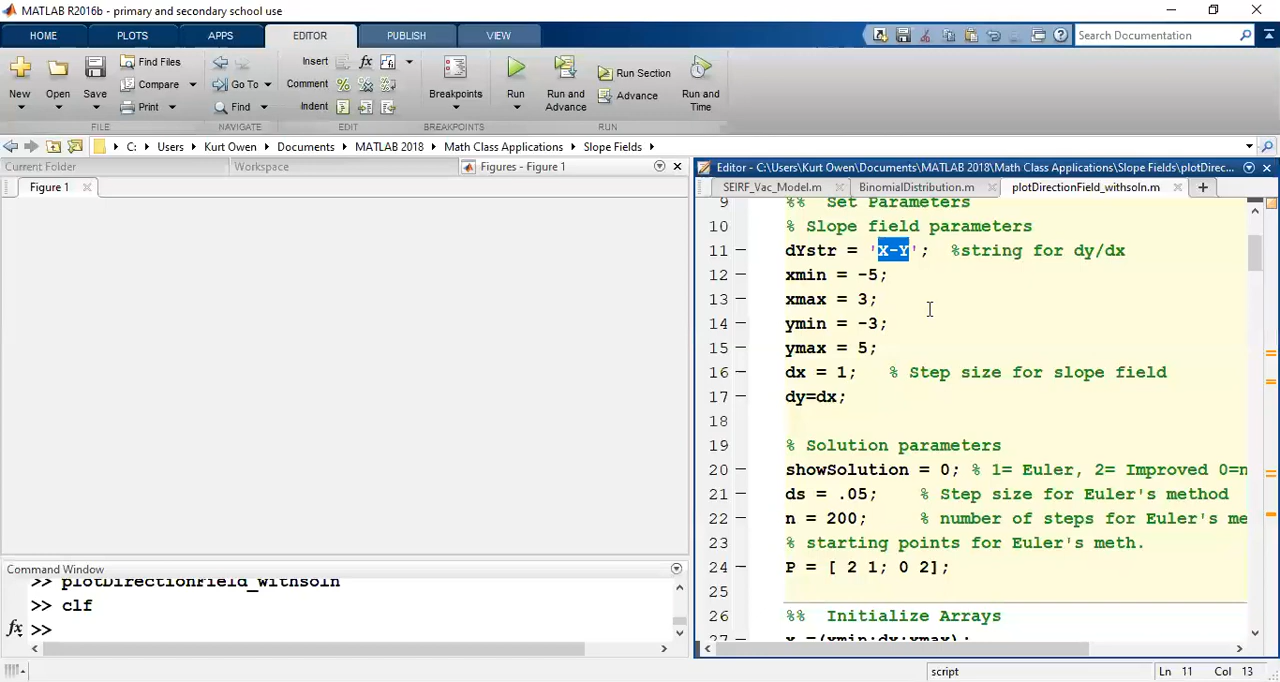 MATLAB R2016b - primary and secondary school use
HOME PLOTS APPS EDITOR PUBLISH VIEW Search Documentation
New Open Save Find Files Compare Print
Go To Find
Insert fx Comment % Indent
Breakpoints
Run Run and Advance Run Section Advance Run and Time
FILE NAVIGATE EDIT BREAKPOINTS RUN
C: Users Kurt Owen Documents MATLAB 2018 Math Class Applications Slope Fields
Current Folder Workspace Figures - Figure 1
Figure 1
Editor - C:\Users\Kurt Owen\Documents\MATLAB 2018\Math Class Applications\Slope Fields\plotDirec...
SEIRF_Vac_Model.m BinomialDistribution.m plotDirectionField_withsoln.m +
9 %% Set Parameters
10 % Slope field parameters
11 – dYstr = 'X-Y'; %string for dy/dx
12 – xmin = -5;
13 – xmax = 3;
14 – ymin = -3;
15 – ymax = 5;
16 – dx = 1; % Step size for slope field
17 – dy=dx;
18
19 % Solution parameters
20 – showSolution = 0; % 1= Euler, 2= Improved 0=n
21 – ds = .05; % Step size for Euler's method
22 – n = 200; % number of steps for Euler's me
23 % starting points for Euler's meth.
24 – P = [ 2 1; 0 2];
25
26 %% Initialize Arrays
27 – x =(xmin:dx:xmax);
Command Window
>> plotDirectionField_withsoln
>> clf
fx >>
script Ln 11 Col 13